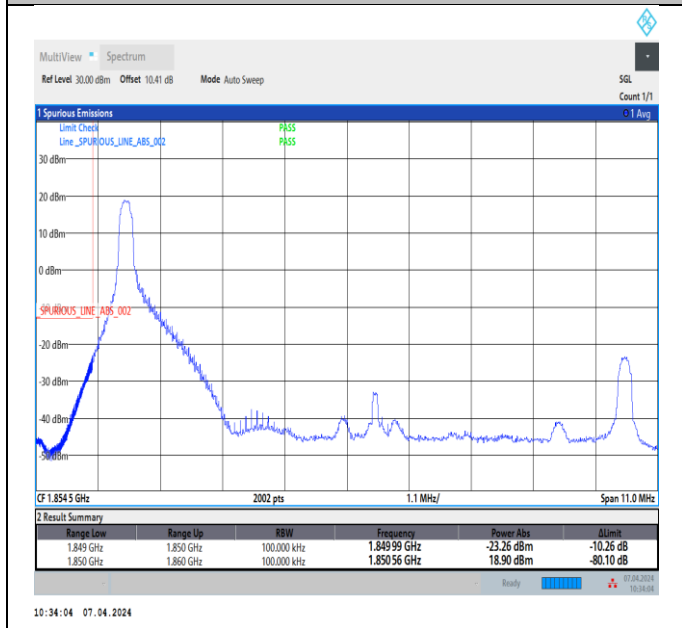 MultiView Spectrum
Ref Level 30.00 dBm Offset 10.41 dB Mode Auto Sweep SGL
Count 1/1
1 Spurious Emissions 1 Avg
Limit Check PASS
Line _SPURIOUS_LINE_ABS_002 PASS
30 dBm
20 dBm
10 dBm
0 dBm
_SPURIOUS_LINE_ABS_002
-20 dBm
-30 dBm
-40 dBm
-50 dBm
CF 1.854 5 GHz 2002 pts 1.1 MHz/ Span 11.0 MHz
2 Result Summary
Range Low Range Up RBW Frequency Power Abs ΔLimit
1.849 GHz 1.850 GHz 100.000 kHz 1.849 99 GHz -23.26 dBm -10.26 dB
1.850 GHz 1.860 GHz 100.000 kHz 1.850 56 GHz 18.90 dBm -80.10 dB
Ready 07.04.2024
10:34:04
10:34:04 07.04.2024